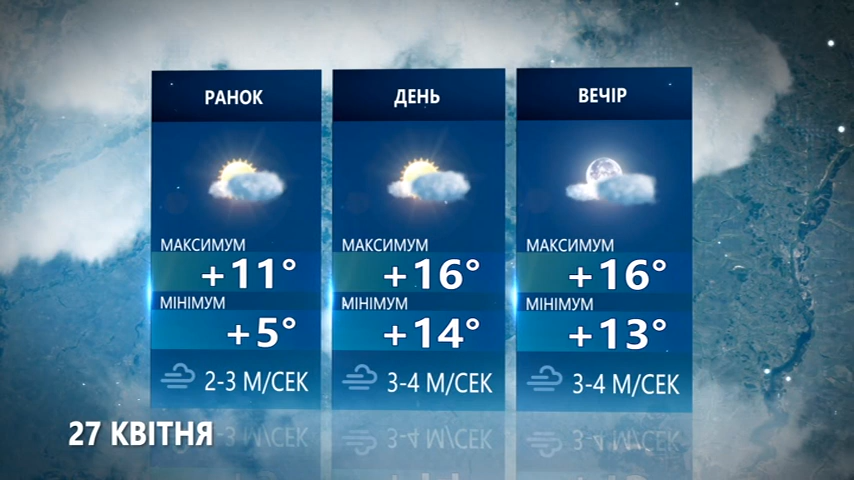 РАНОК
МАКСИМУМ
+11°
МІНІМУМ
+5°
2-3 М/СЕК
ДЕНЬ
МАКСИМУМ
+16°
МІНІМУМ
+14°
3-4 М/СЕК
ВЕЧІР
МАКСИМУМ
+16°
МІНІМУМ
+13°
3-4 М/СЕК
27 КВІТНЯ